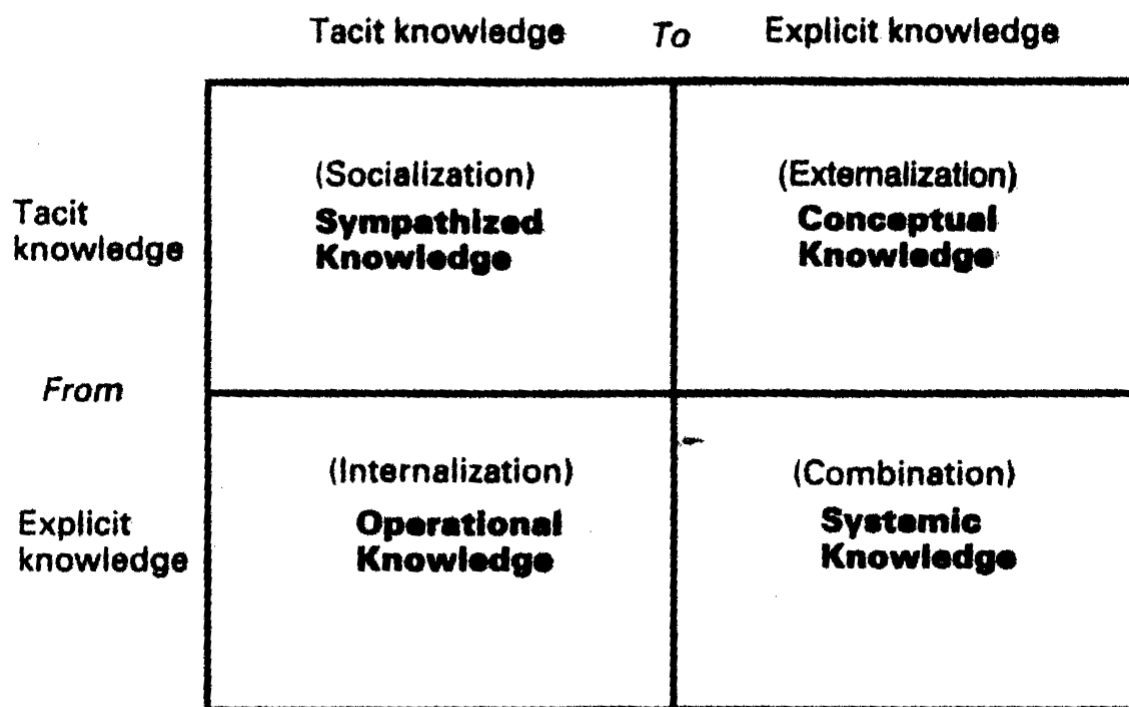 Tacit knowledge To Explicit knowledge
(Socialization)
Sympathized
Knowledge
(Externalization)
Conceptual
Knowledge
Tacit
knowledge
From
(Internalization)
Operational
Knowledge
(Combination)
Systemic
Knowledge
Explicit
knowledge